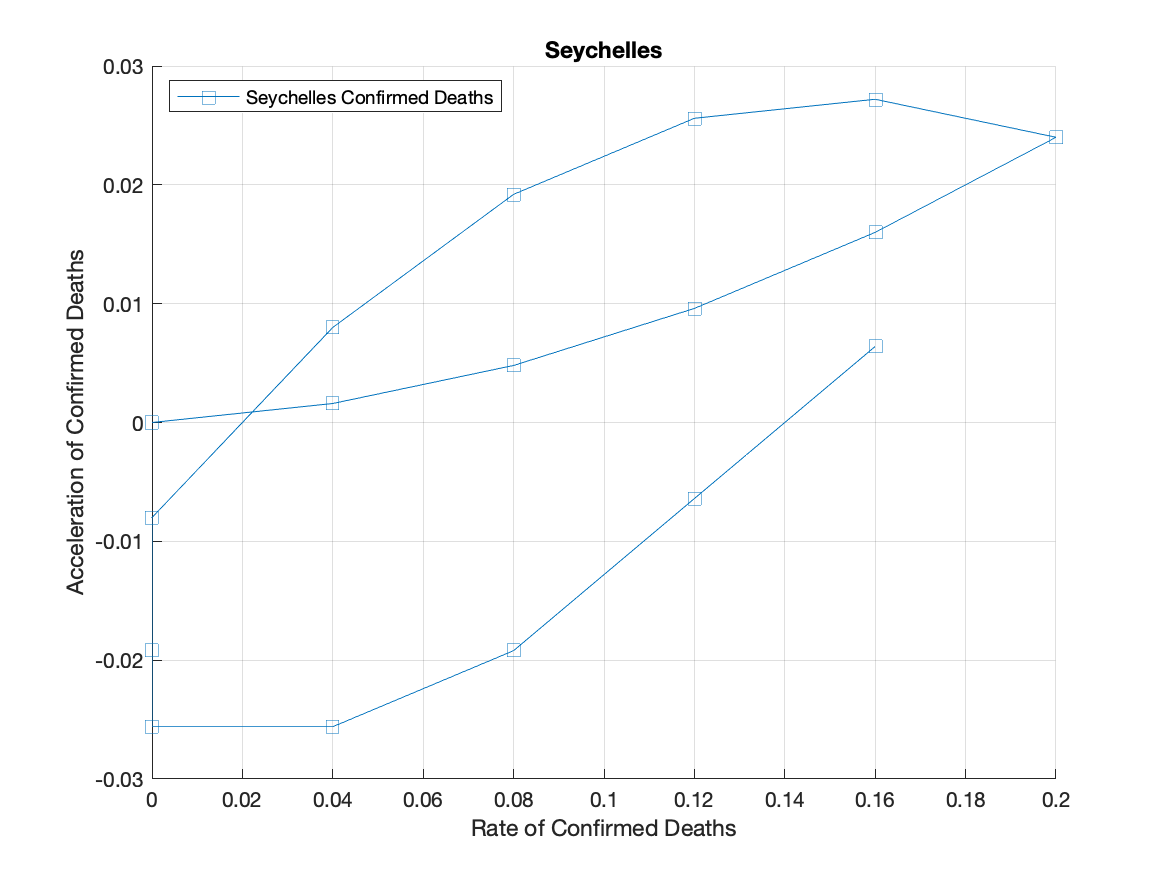 Seychelles
Seychelles Confirmed Deaths
0.03
0.02
0.01
0
-0.01
-0.02
-0.03
Acceleration of Confirmed Deaths
0 0.02 0.04 0.06 0.08 0.1 0.12 0.14 0.16 0.18 0.2
Rate of Confirmed Deaths